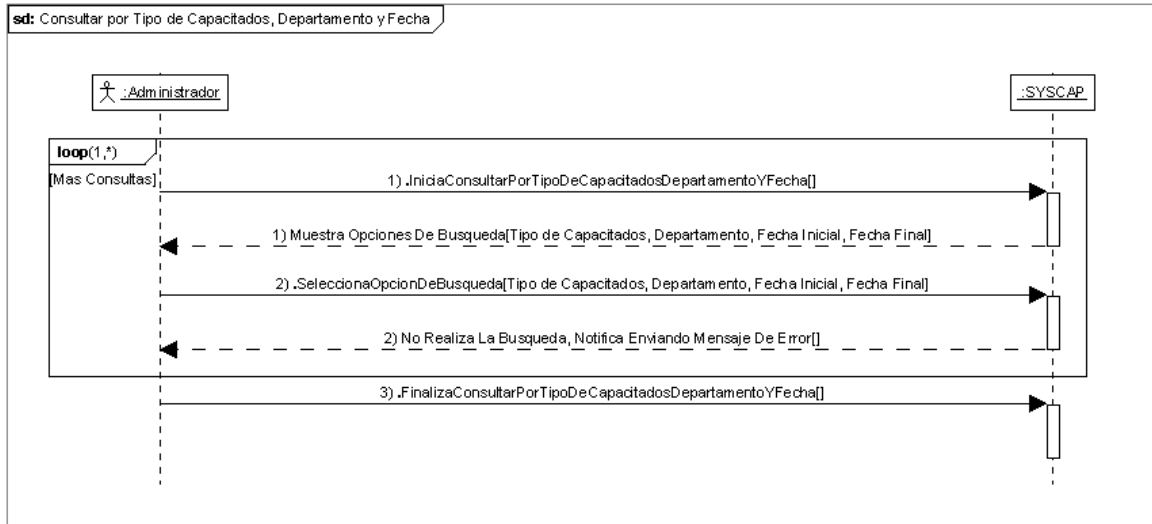 sd: Consultar por Tipo de Capacitados, Departamento y Fecha
:Administrador
:SYSCAP
loop(1,*)
[Mas Consultas]
1) .IniciaConsultarPorTipoDeCapacitadosDepartamentoYFecha[]
1) Muestra Opciones De Busqueda[Tipo de Capacitados, Departamento, Fecha Inicial, Fecha Final]
2) .SeleccionaOpcionDeBusqueda[Tipo de Capacitados, Departamento, Fecha Inicial, Fecha Final]
2) No Realiza La Busqueda, Notifica Enviando Mensaje De Error[]
3) .FinalizaConsultarPorTipoDeCapacitadosDepartamentoYFecha[]